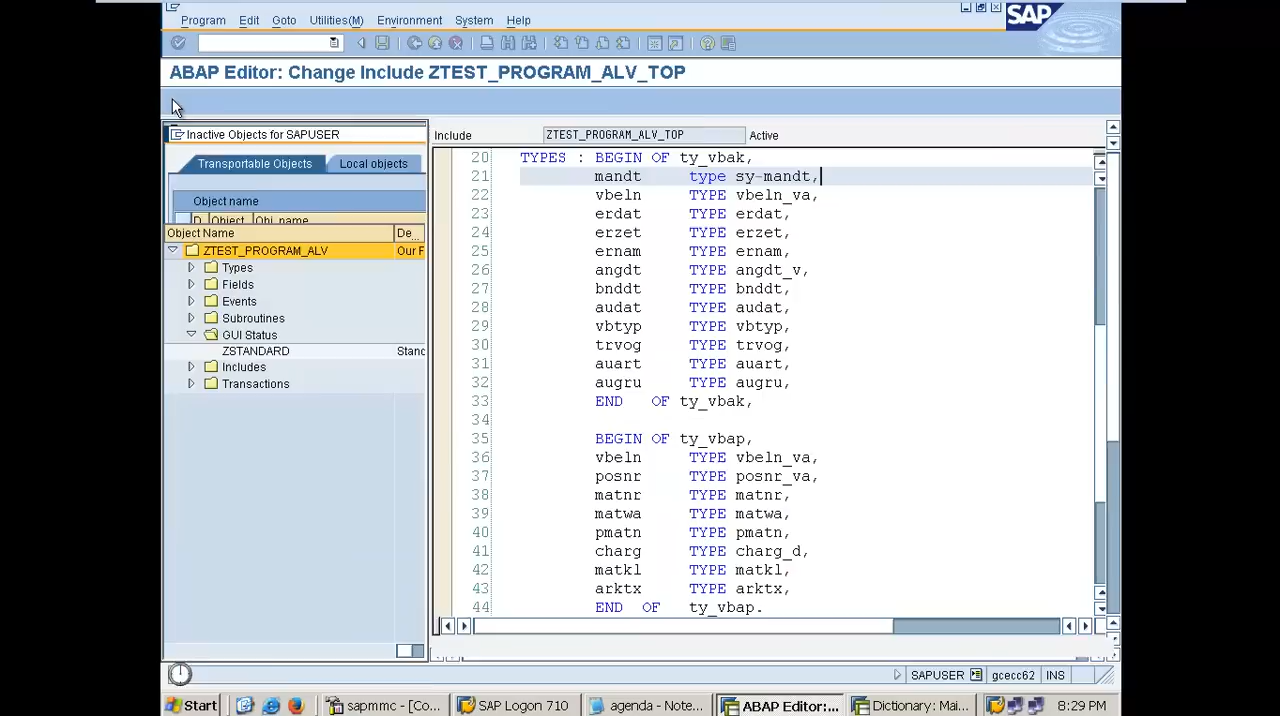 Program Edit Goto Utilities(M) Environment System Help
SAP
ABAP Editor: Change Include ZTEST_PROGRAM_ALV_TOP
Inactive Objects for SAPUSER
Transportable Objects Local objects
Object name
D Object Obj. name
Object Name De...
ZTEST_PROGRAM_ALV Our F
Types
Fields
Events
Subroutines
GUI Status
ZSTANDARD Stand
Includes
Transactions
Include ZTEST_PROGRAM_ALV_TOP Active
20 TYPES : BEGIN OF ty_vbak,
21 mandt type sy-mandt,
22 vbeln TYPE vbeln_va,
23 erdat TYPE erdat,
24 erzet TYPE erzet,
25 ernam TYPE ernam,
26 angdt TYPE angdt_v,
27 bnddt TYPE bnddt,
28 audat TYPE audat,
29 vbtyp TYPE vbtyp,
30 trvog TYPE trvog,
31 auart TYPE auart,
32 augru TYPE augru,
33 END OF ty_vbak,
34
35 BEGIN OF ty_vbap,
36 vbeln TYPE vbeln_va,
37 posnr TYPE posnr_va,
38 matnr TYPE matnr,
39 matwa TYPE matwa,
40 pmatn TYPE pmatn,
41 charg TYPE charg_d,
42 matkl TYPE matkl,
43 arktx TYPE arktx,
44 END OF ty_vbap.
SAPUSER gcecc62 INS
Start sapmmc - [Co... SAP Logon 710 agenda - Note... ABAP Editor:... Dictionary: Mai... 8:29 PM